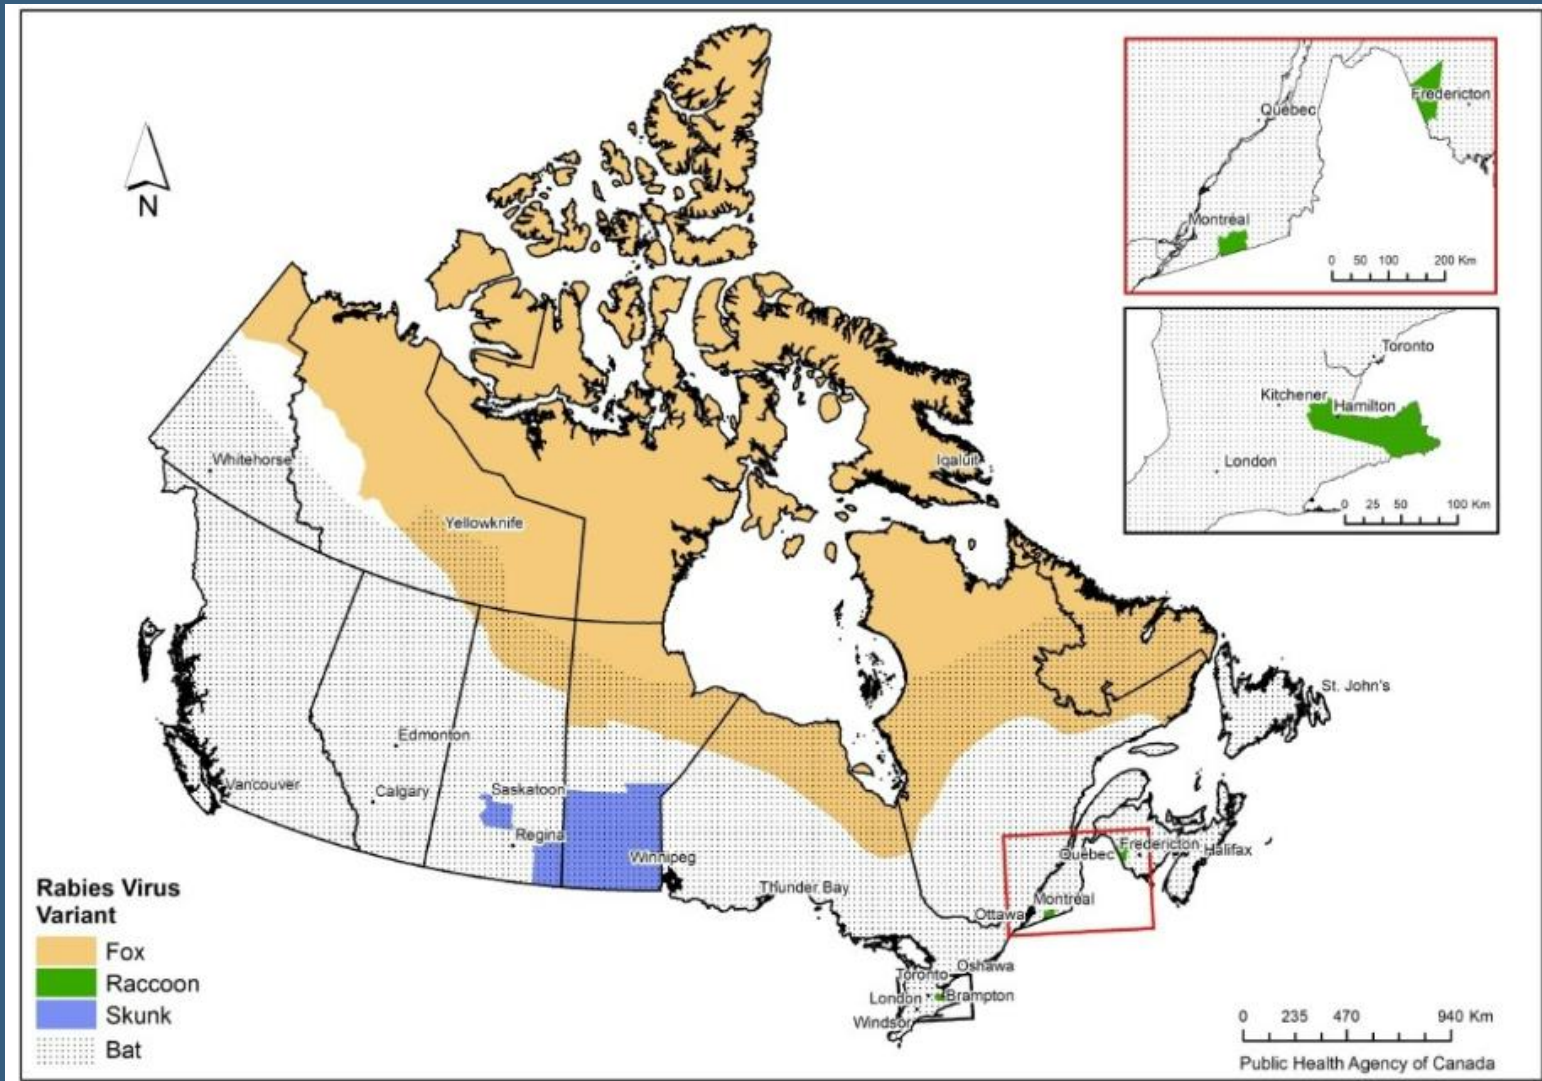 N
Québec
Fredericton
Montréal
0 50 100 200 Km
Toronto
Kitchener
Hamilton
London
0 25 50 100 Km
Whitehorse
Iqaluit
Yellowknife
St. John's
Edmonton
Vancouver
Calgary
Saskatoon
Regina
Winnipeg
Thunder Bay
Québec
Fredericton
Halifax
Montréal
Ottawa
Oshawa
Toronto
London
Brampton
Windsor
Rabies Virus
Variant
Fox
Raccoon
Skunk
Bat
0 235 470 940 Km
Public Health Agency of Canada